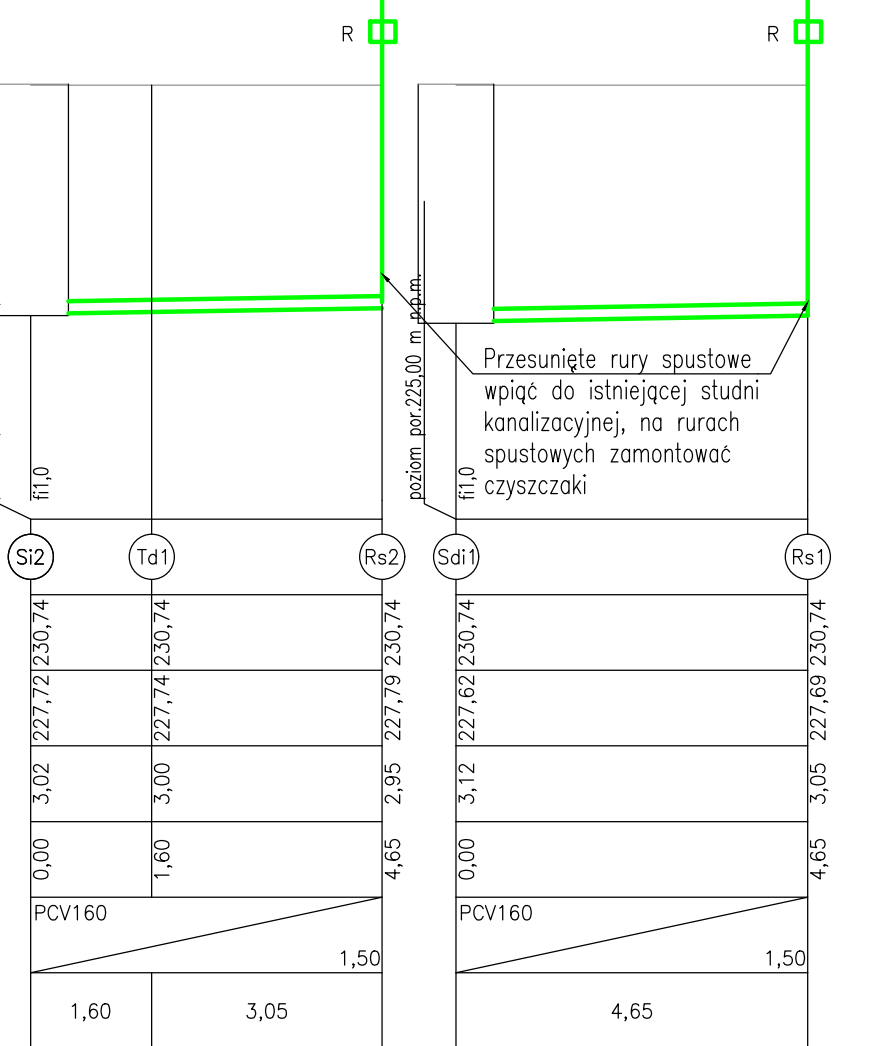 R
R
poziom por.225,00 m n.p.m.
Przesunięte rury spustowe
wpiąć do istniejącej studni
kanalizacyjnej, na rurach
spustowych zamontować
czyszczaki
fi1,0
fi1,0
Si2 Td1 Rs2 Sdi1 Rs1
230,74 230,74 230,74 230,74 230,74
227,72 227,74 227,79 227,62 227,69
3,02 3,00 2,95 3,12 3,05
0,00 1,60 4,65 0,00 4,65
PCV160 PCV160
1,50 1,50
1,60 3,05 4,65